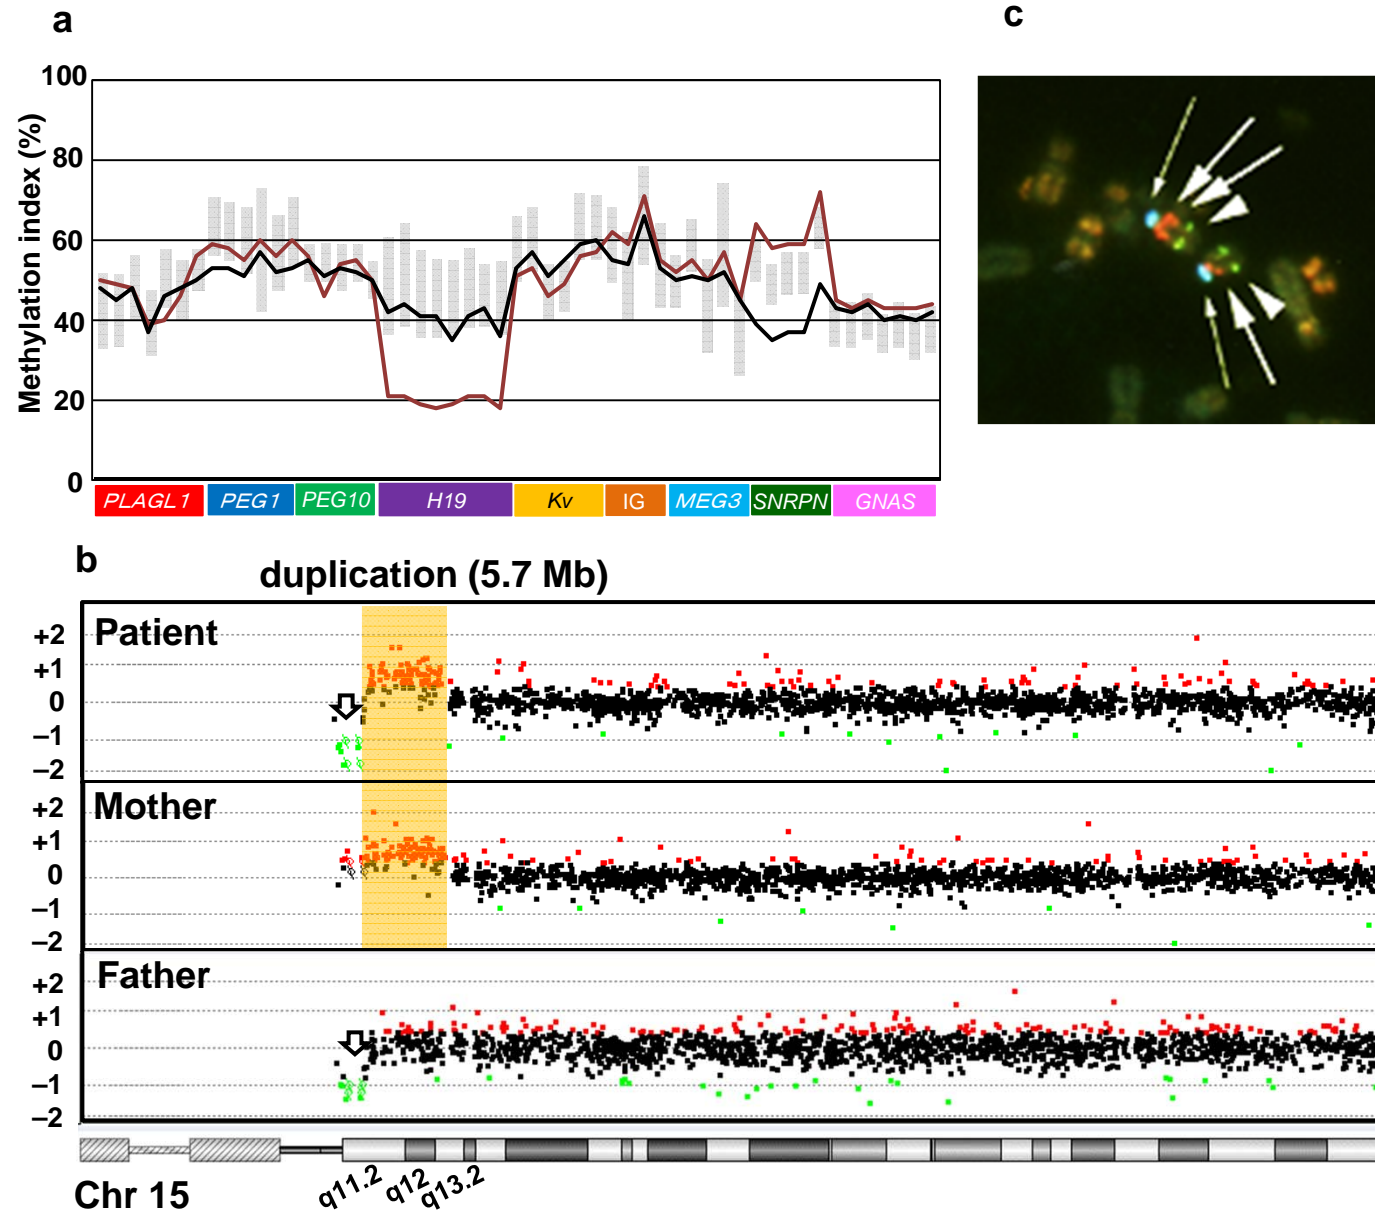 a
c
Methylation index (%)
100
80
60
40
20
0
PLAGL1 PEG1 PEG10 H19 Kv IG MEG3 SNRPN GNAS
b
duplication (5.7 Mb)
Patient
+2
+1
0
−1
−2
Mother
+2
+1
0
−1
−2
Father
+2
+1
0
−1
−2
q11.2 q12 q13.2
Chr 15